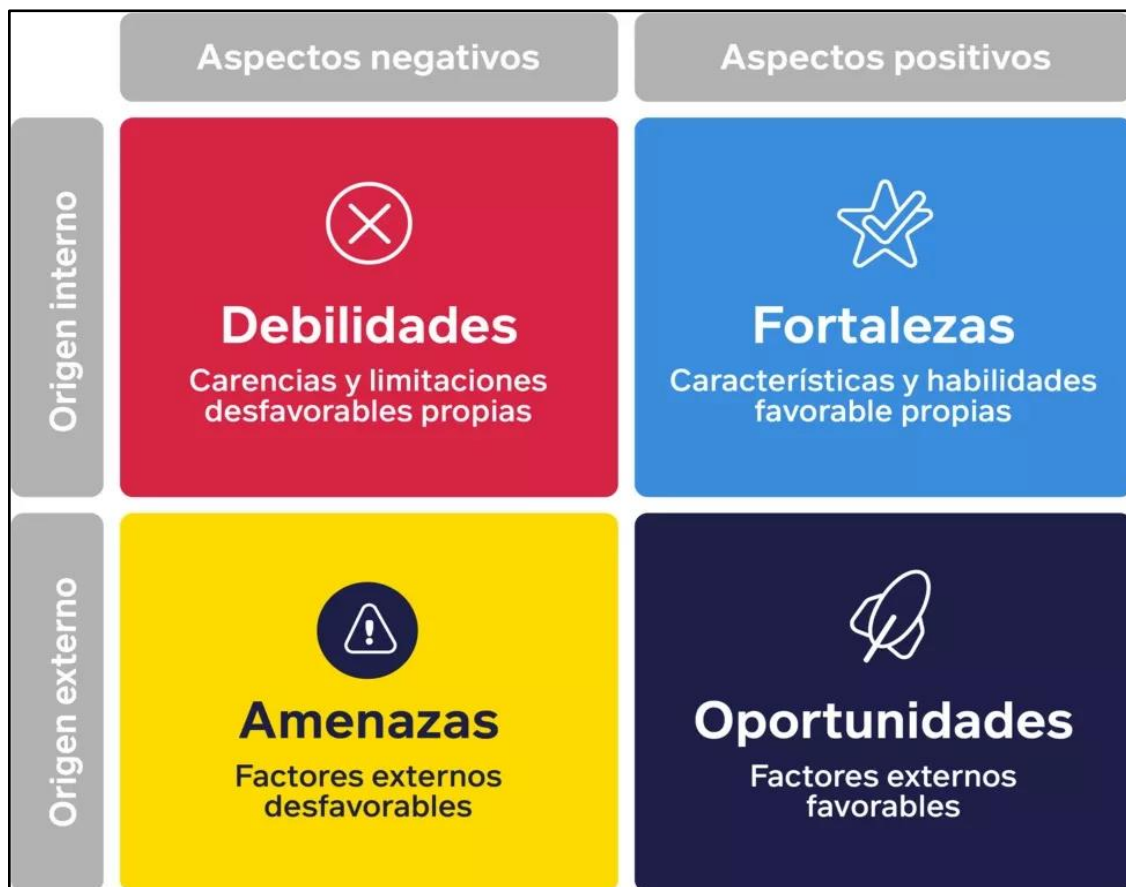 Aspectos negativos
Aspectos positivos
Origen interno
Debilidades
Carencias y limitaciones
desfavorables propias
Fortalezas
Características y habilidades
favorable propias
Origen externo
Amenazas
Factores externos
desfavorables
Oportunidades
Factores externos
favorables